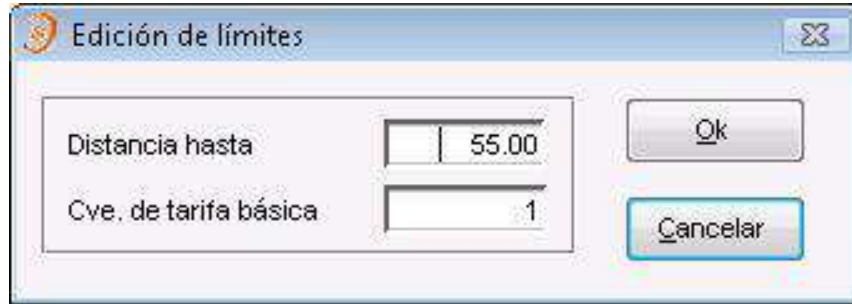 Edición de límites
Distancia hasta 55.00 Ok
Cve. de tarifa básica 1 Cancelar